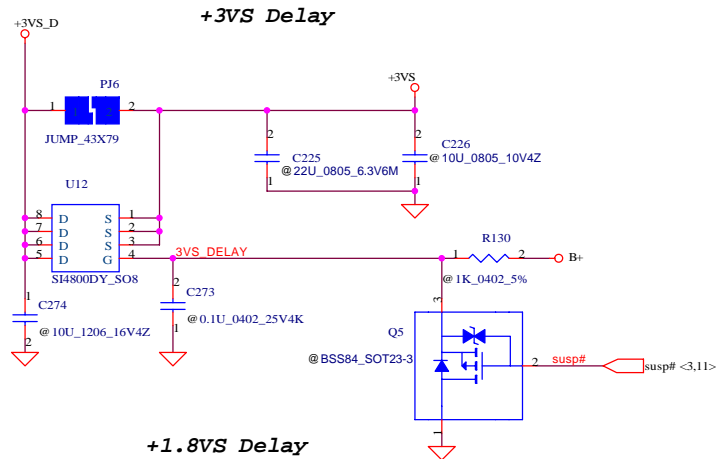 +3VS Delay
+3VS_D
+3VS
PJ6
1 1 2 2
JUMP_43X79
2 2
C225
@ 22U_0805_6.3V6M
C226
@ 10U_0805_10V4Z
1 1
U12
8 D S 1
7 D S 2
6 D S 3
5 D G 4
SI4800DY_SO8
3VS_DELAY
R130
1 2
B+
@ 1K_0402_5%
1
C274
@ 10U_1206_16V4Z
2
2
C273
@ 0.1U_0402_25V4K
1
3
Q5
@ BSS84_SOT23-3
2
susp#
susp# <3,11>
1
+1.8VS Delay